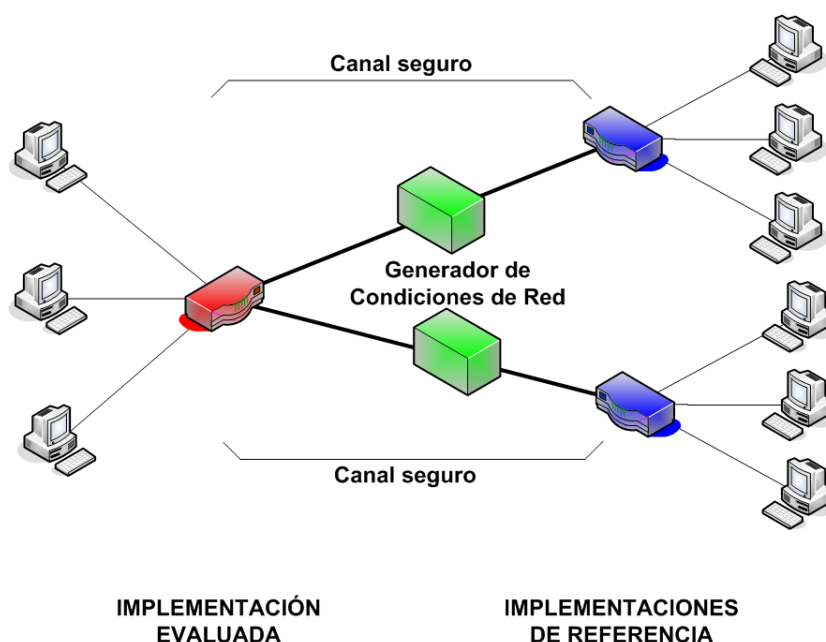 Canal seguro
Generador de
Condiciones de Red
Canal seguro
IMPLEMENTACIÓN
EVALUADA
IMPLEMENTACIONES
DE REFERENCIA